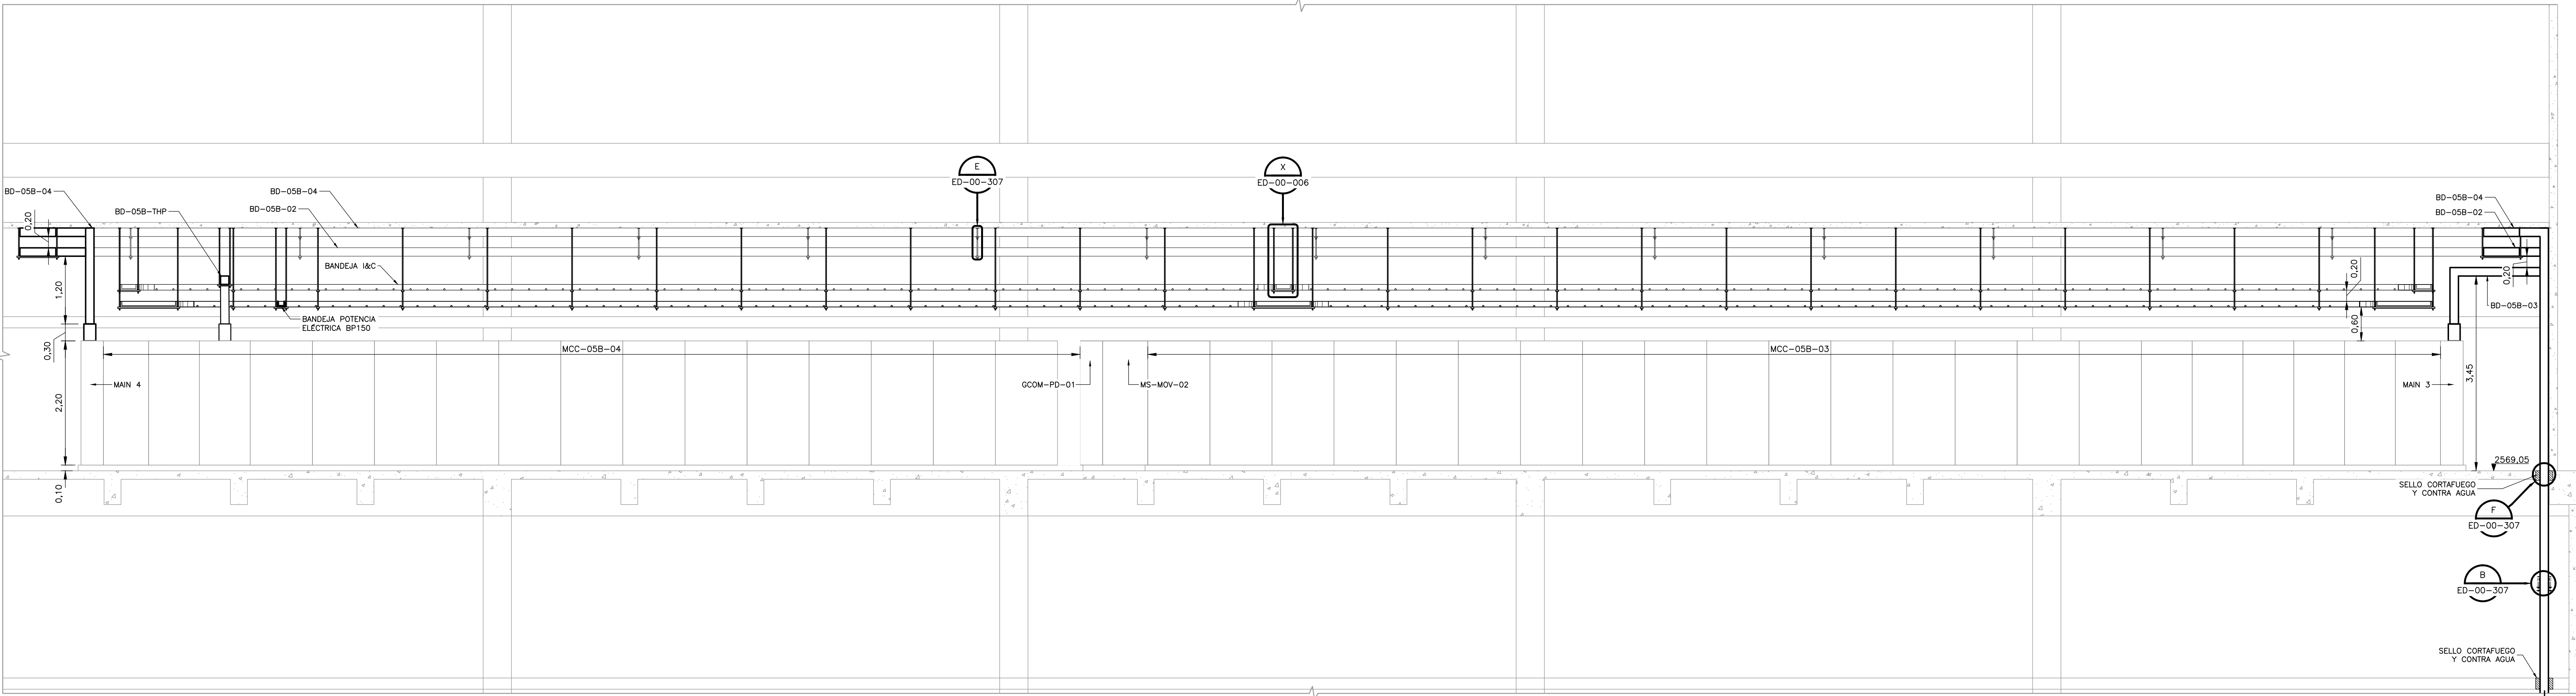 E
ED-00-307
X
ED-00-006
BD-05B-04
BD-05B-04
BD-05B-THP
BD-05B-02
BD-05B-04
BD-05B-02
0,20
BANDEJA I&C
1,20
0,20
0,20
BD-05B-03
BANDEJA POTENCIA
ELÉCTRICA BP150
0,60
0,30
MCC-05B-04
MCC-05B-03
MAIN 4
GCOM-PD-01
MS-MOV-02
MAIN 3
3,45
2,20
2569,05
0,10
SELLO CORTAFUEGO
Y CONTRA AGUA
F
ED-00-307
B
ED-00-307
SELLO CORTAFUEGO
Y CONTRA AGUA